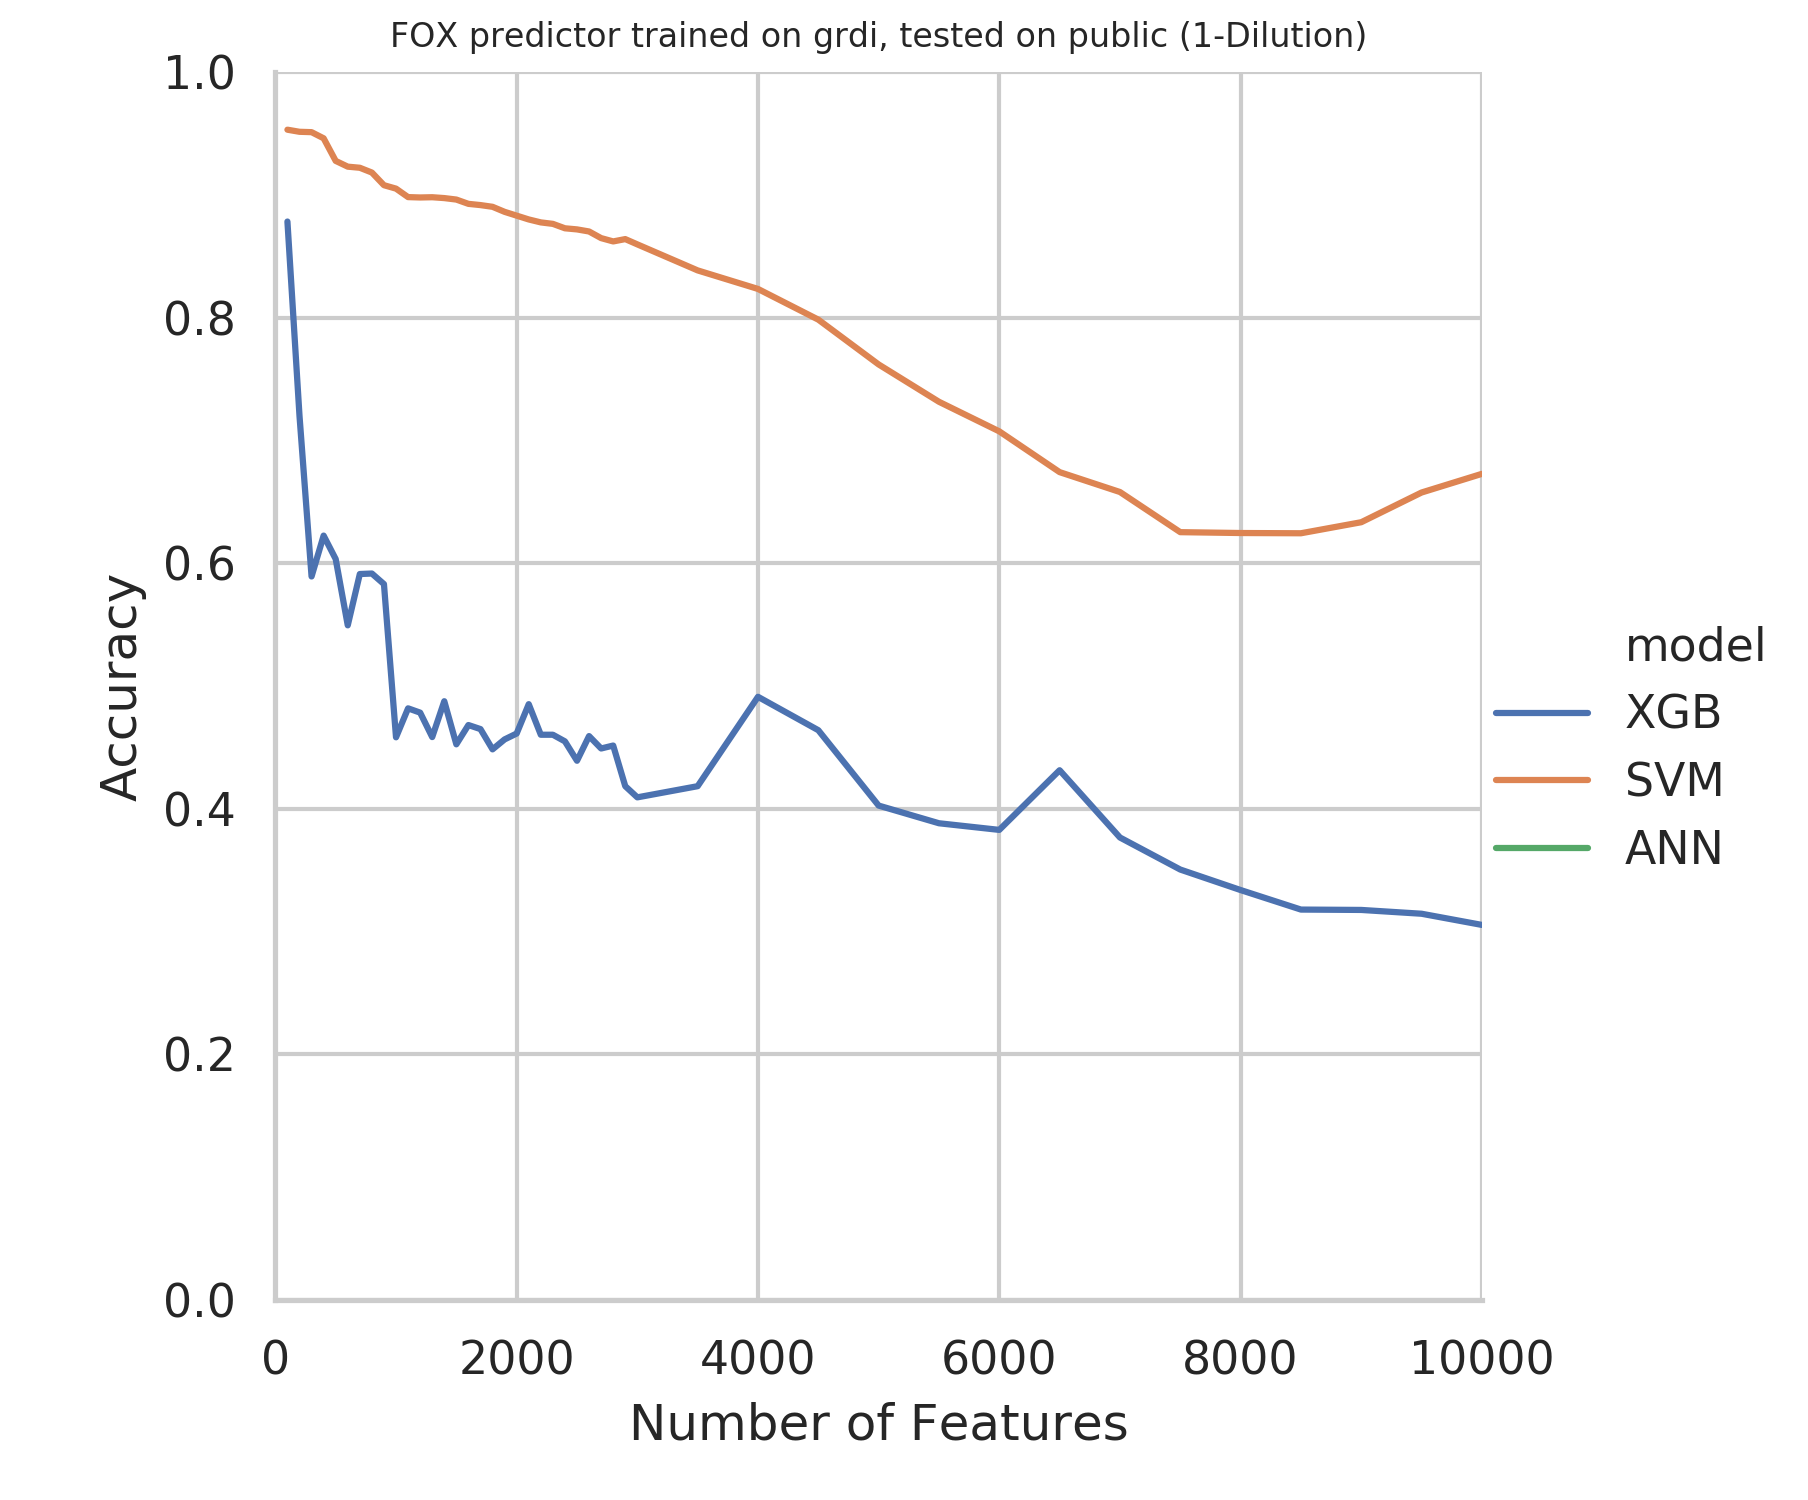 FOX predictor trained on grdi, tested on public (1-Dilution)
1.0
0.8
0.6
0.4
0.2
0.0
Accuracy
0 2000 4000 6000 8000 10000
Number of Features
model
XGB
SVM
ANN